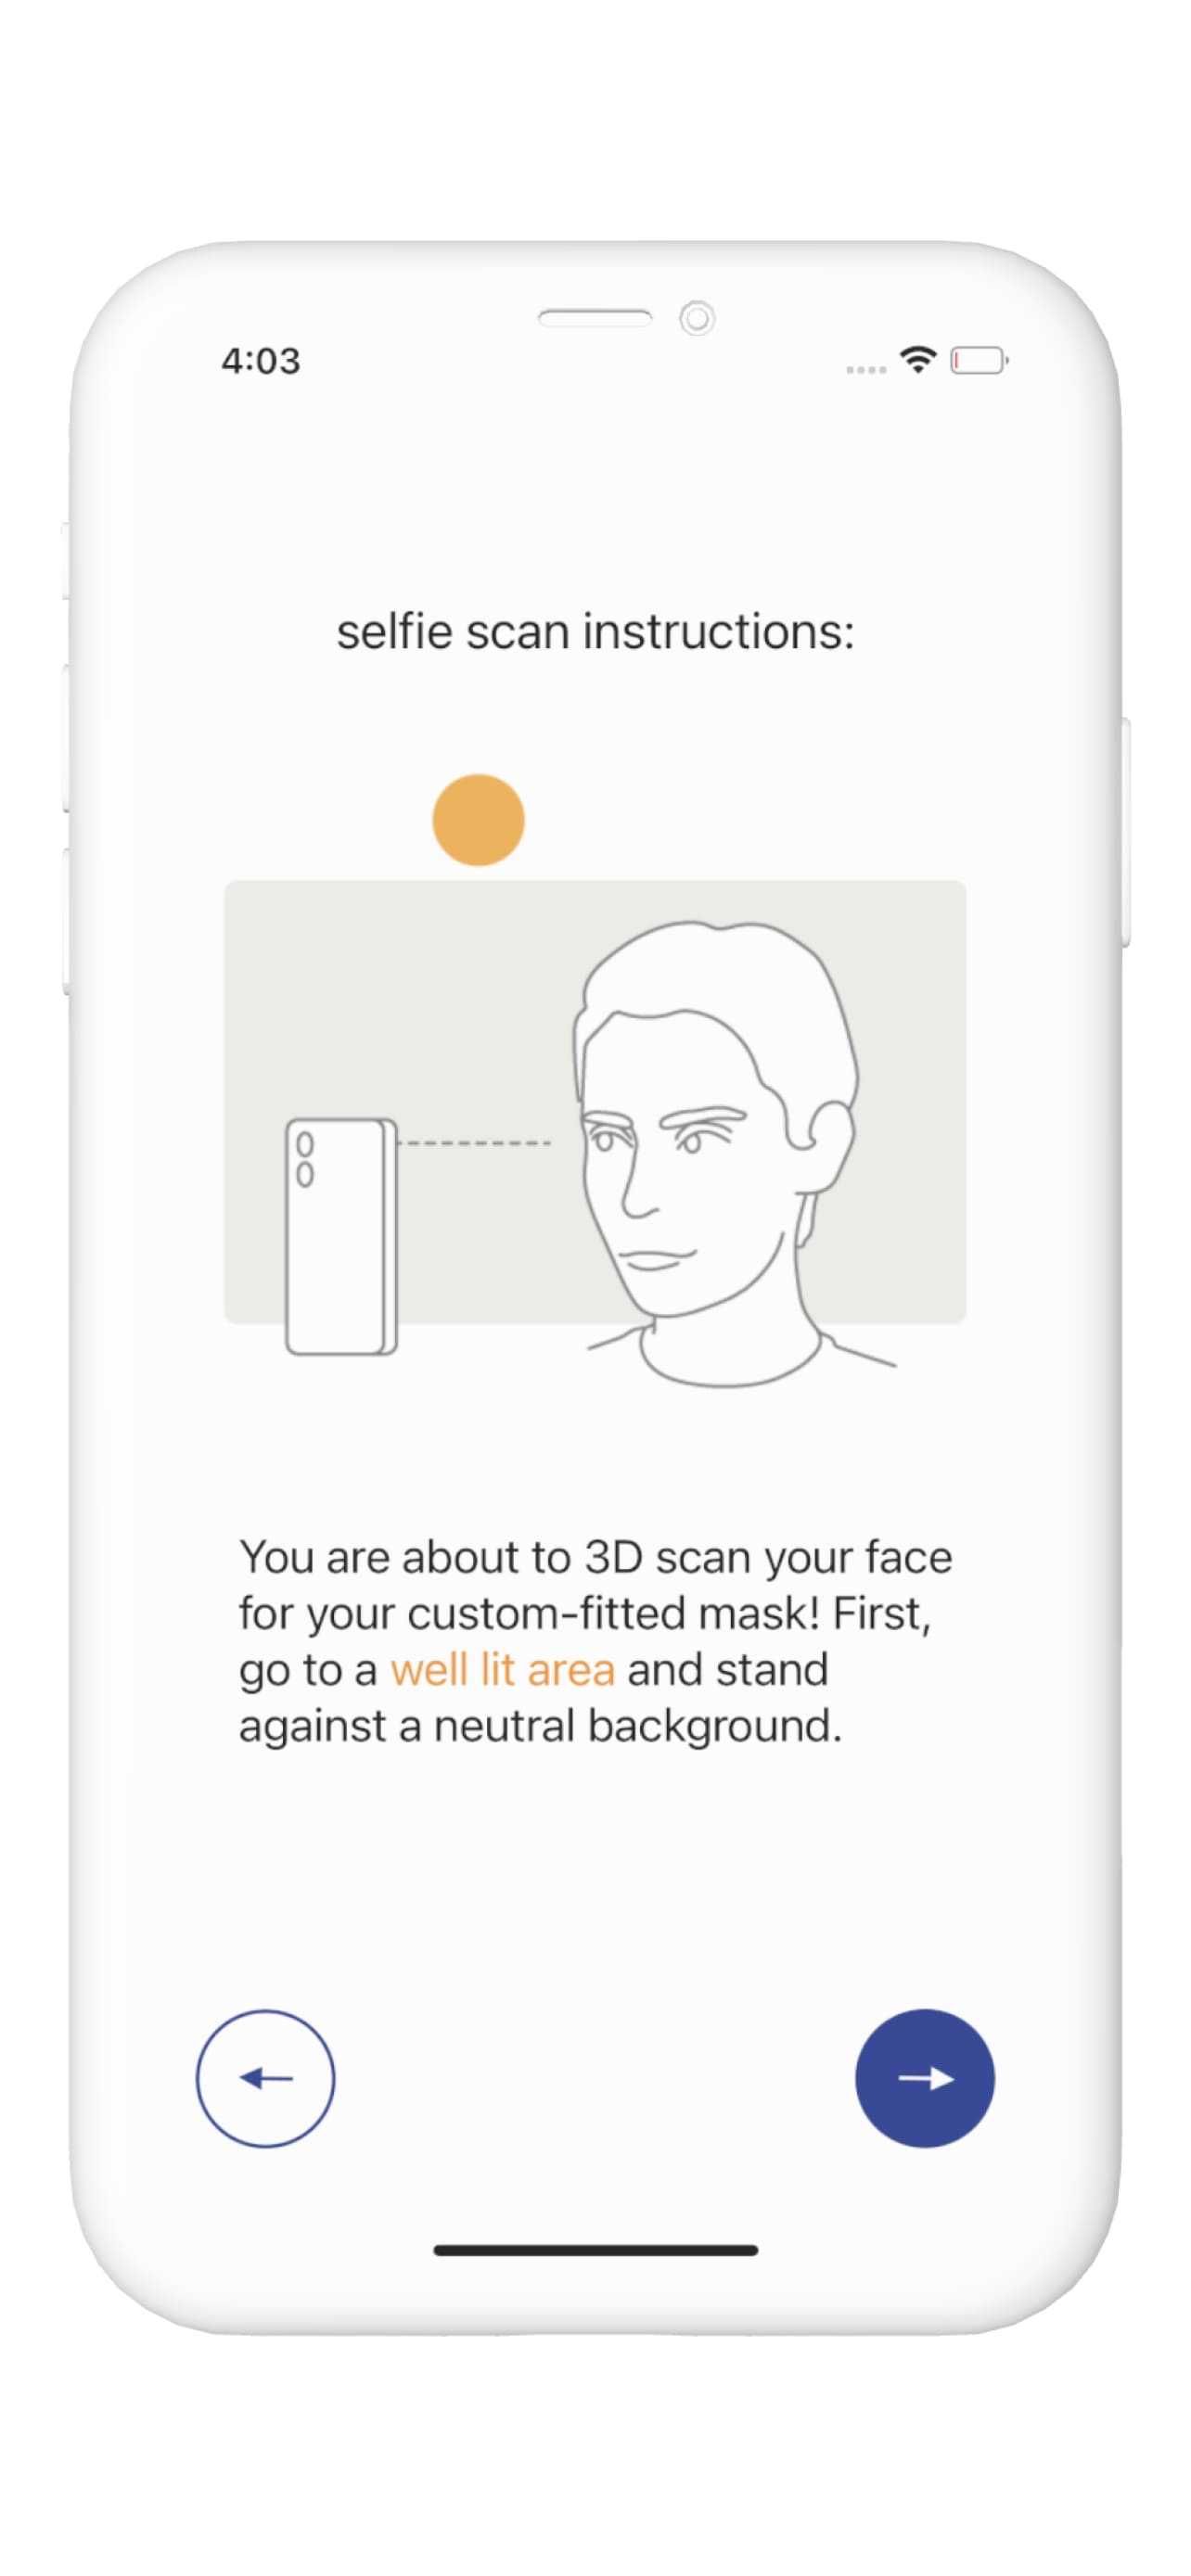 4:03
selfie scan instructions:
You are about to 3D scan your face
for your custom-fitted mask! First,
go to a well lit area and stand
against a neutral background.